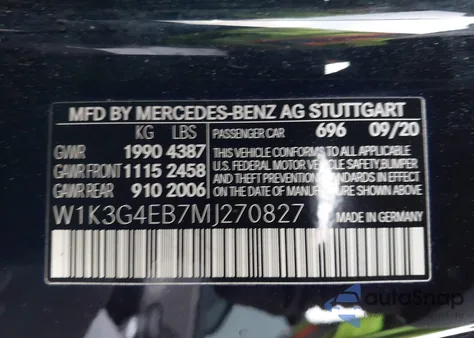 MFD BY MERCEDES-BENZ AG STUTTGART
KG LBS PASSENGER CAR 696 09/20
GVWR 1990 4387
GAWR FRONT 1115 2458
GAWR REAR 910 2006
THIS VEHICLE CONFORMS TO ALL APPLICABLE
U.S. FEDERAL MOTOR VEHICLE SAFETY,BUMPER
AND THEFT PREVENTION STANDARDS IN EFFECT
ON THE DATE OF MANUFACTURE SHOWN ABOVE.
W1K3G4EB7MJ270827 MADE IN GERMANY
autoSnap